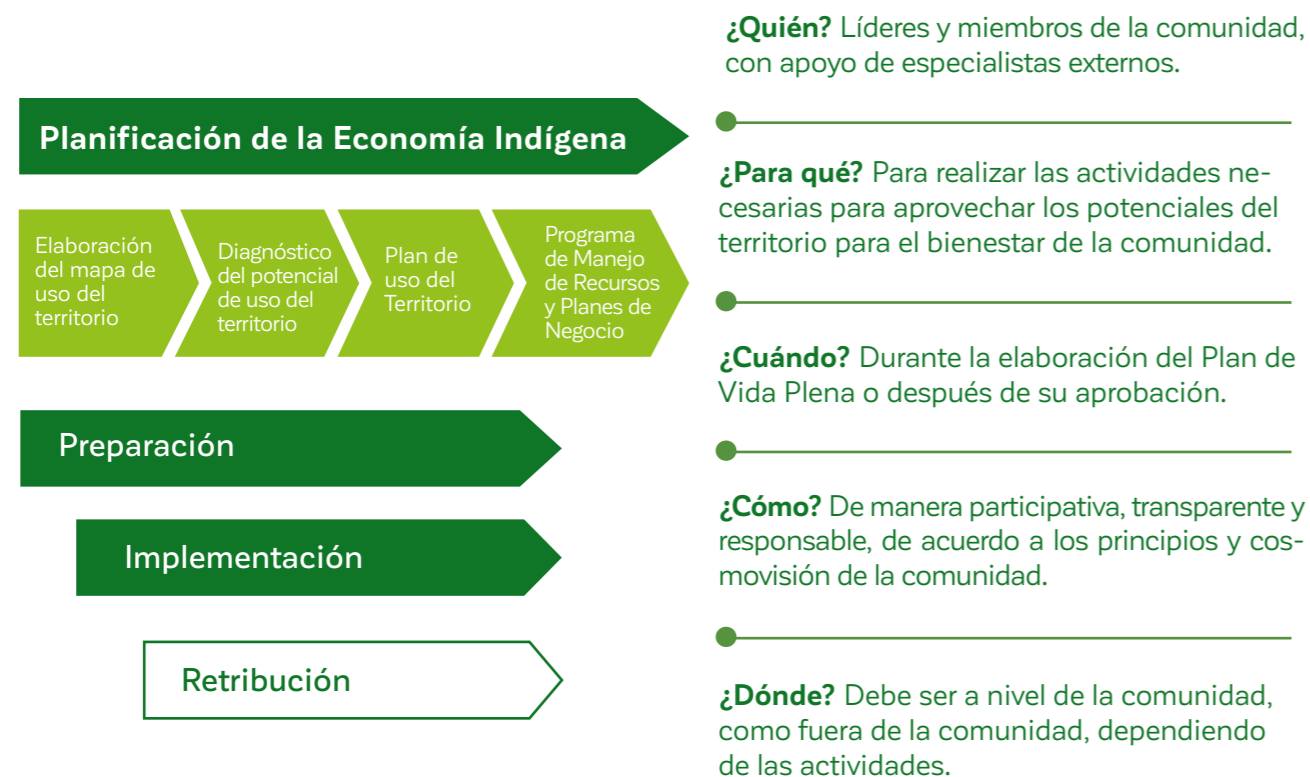 Planificación de la Economía Indígena
Elaboración
del mapa de
uso del
territorio
Diagnóstico
del potencial
de uso del
territorio
Plan de
uso del
Territorio
Programa
de Manejo
de Recursos
y Planes de
Negocio
Preparación
Implementación
Retribución
¿Quién? Líderes y miembros de la comunidad,
con apoyo de especialistas externos.
¿Para qué? Para realizar las actividades ne-
cesarias para aprovechar los potenciales del
territorio para el bienestar de la comunidad.
¿Cuándo? Durante la elaboración del Plan de
Vida Plena o después de su aprobación.
¿Cómo? De manera participativa, transparente y
responsable, de acuerdo a los principios y cos-
movisión de la comunidad.
¿Dónde? Debe ser a nivel de la comunidad,
como fuera de la comunidad, dependiendo
de las actividades.